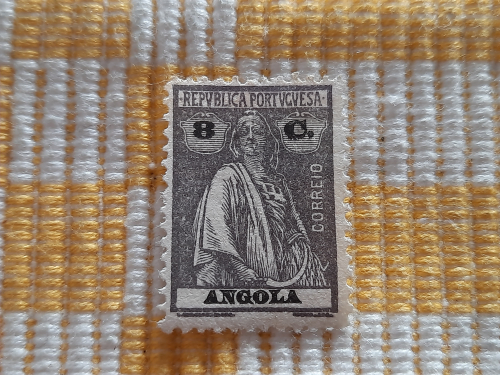 REPVBLICA PORTVGVESA
8 C.
CORREIO
ANGOLA